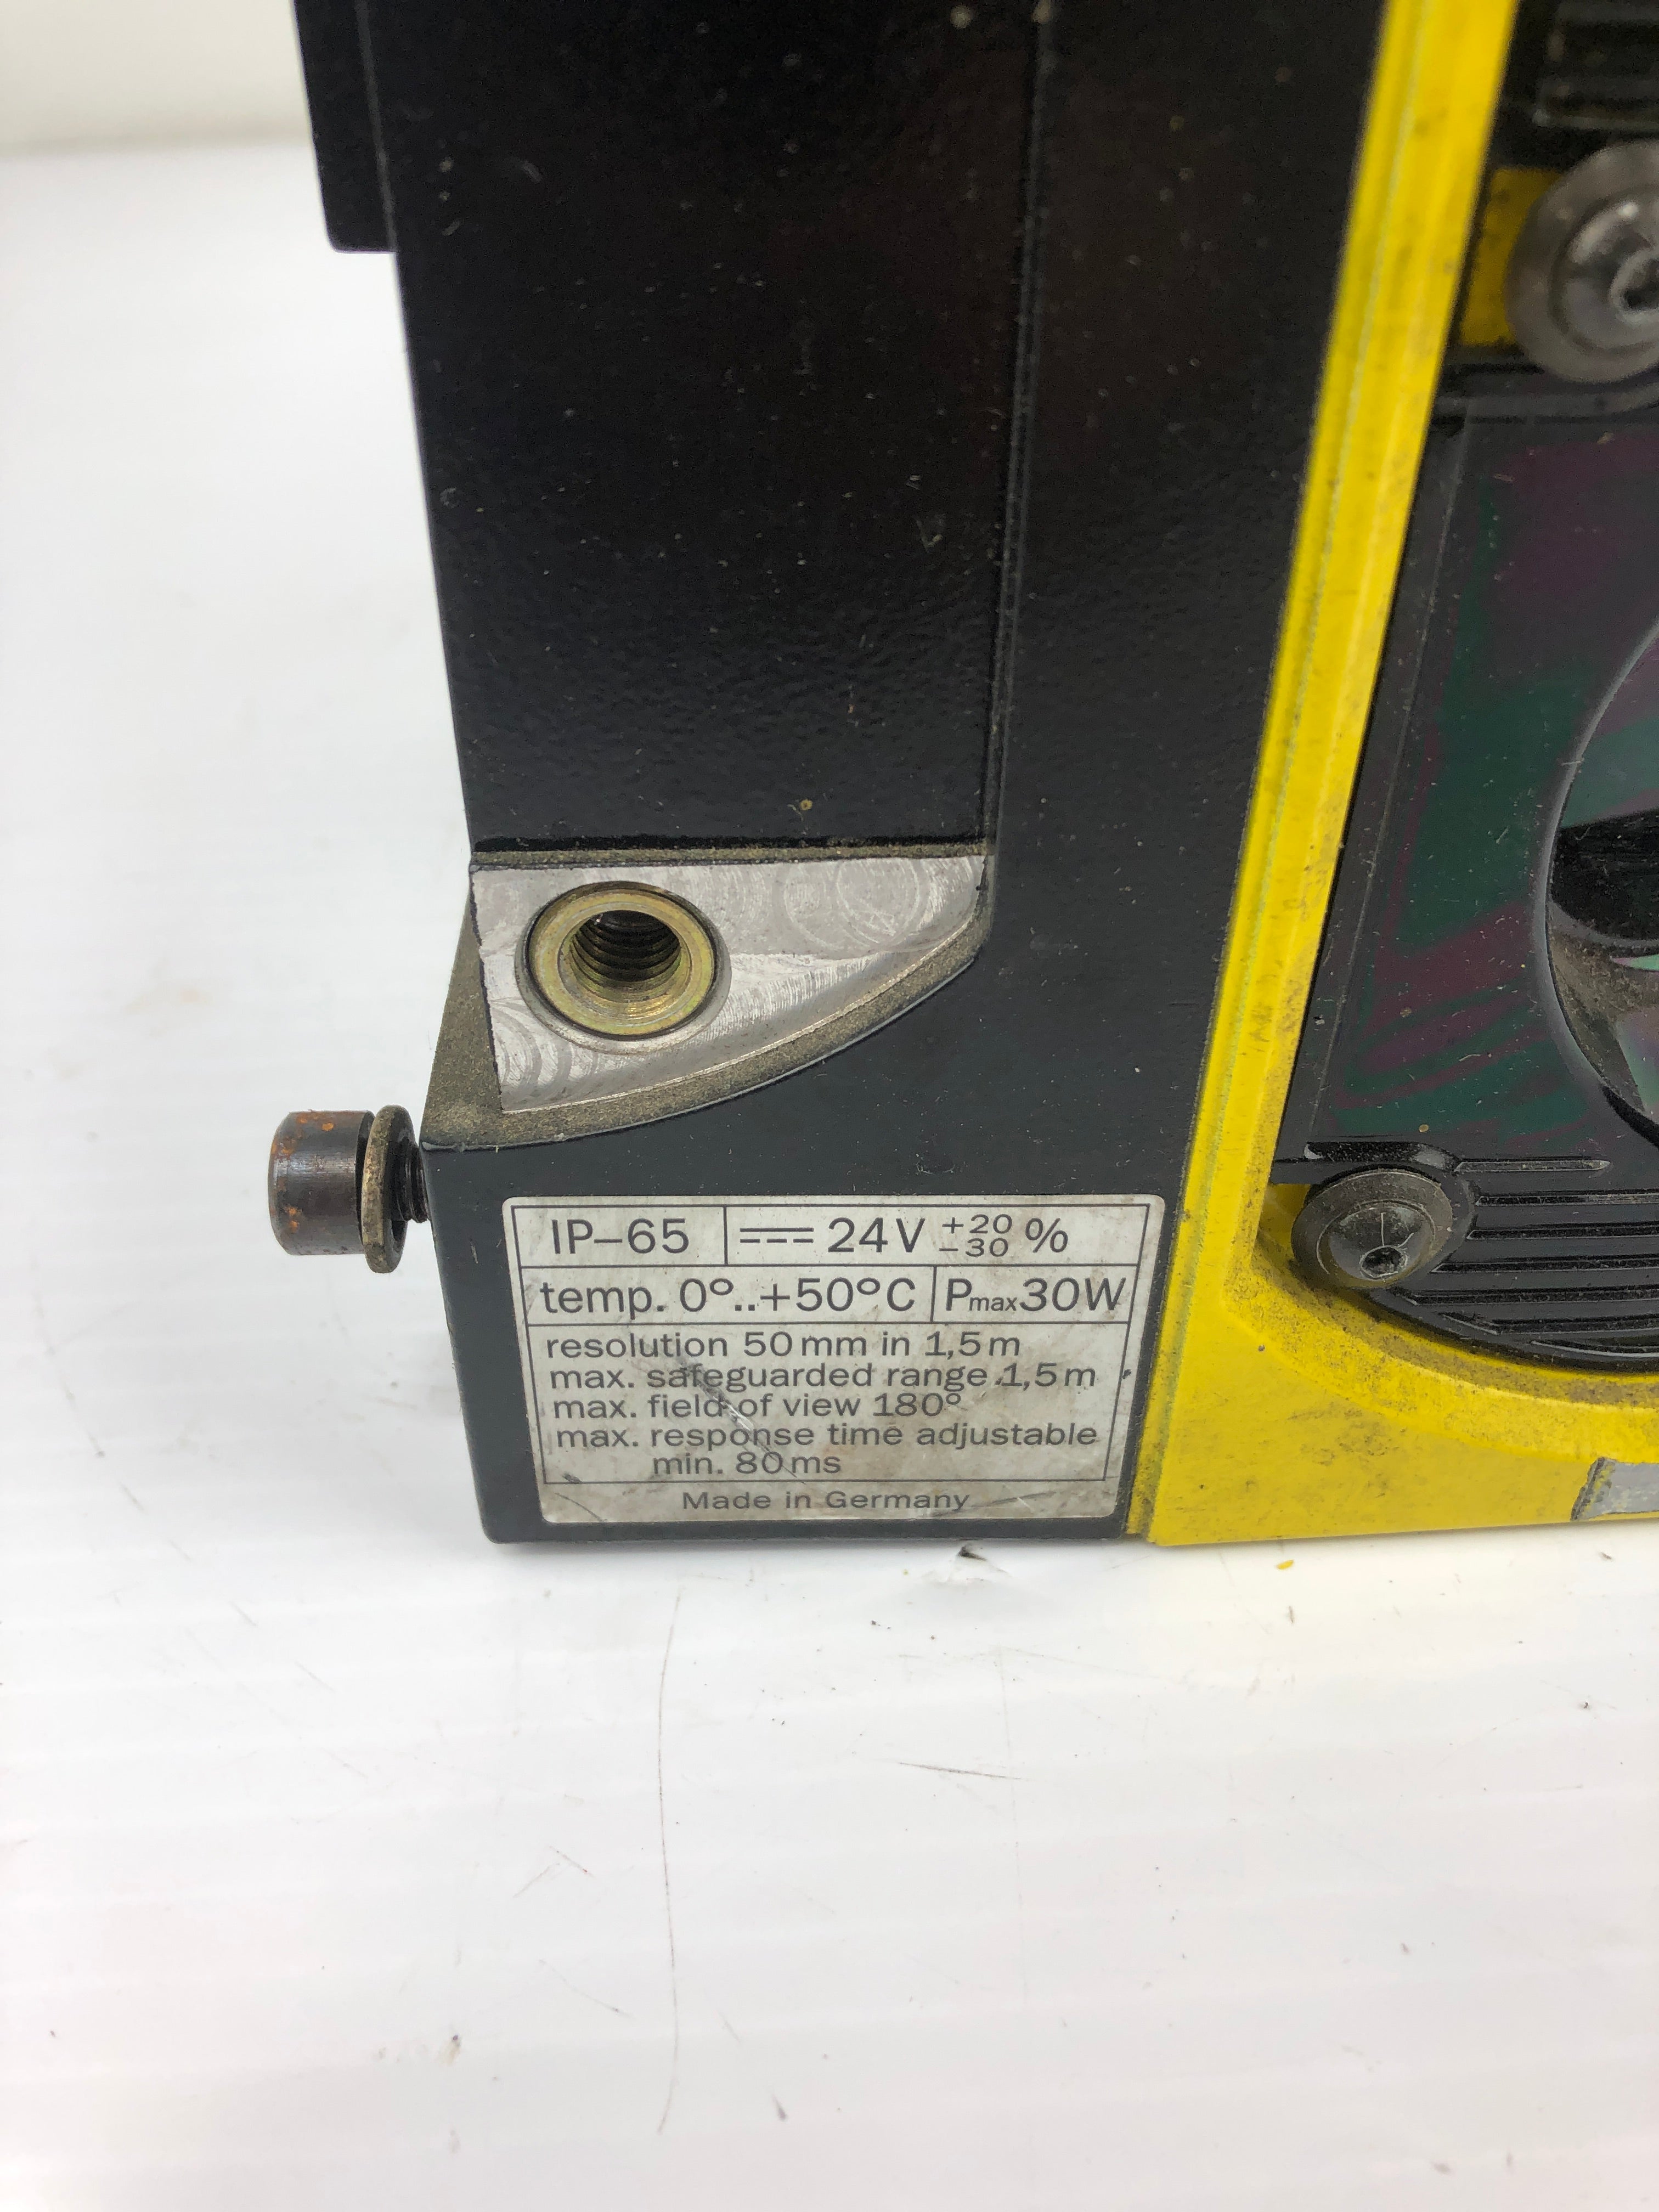 IP–65 ⎓ 24V +20 –30 %
temp. 0°..+50°C Pmax30W
resolution 50mm in 1,5m
max. safeguarded range 1,5m
max. field of view 180°
max. response time adjustable
min. 80ms
Made in Germany